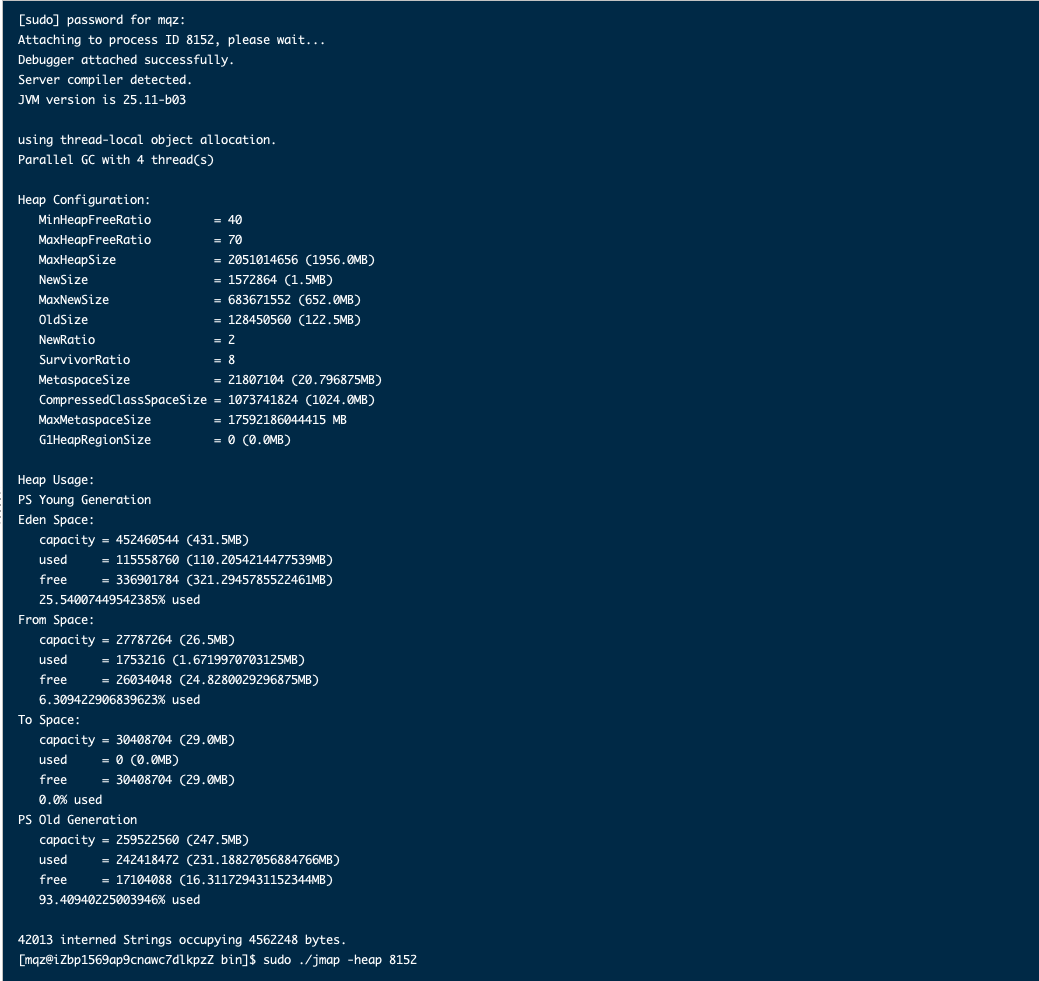 [sudo] password for mqz:
Attaching to process ID 8152, please wait...
Debugger attached successfully.
Server compiler detected.
JVM version is 25.11-b03
using thread-local object allocation.
Parallel GC with 4 thread(s)
Heap Configuration:
MinHeapFreeRatio = 40
MaxHeapFreeRatio = 70
MaxHeapSize = 2051014656 (1956.0MB)
NewSize = 1572864 (1.5MB)
MaxNewSize = 683671552 (652.0MB)
OldSize = 128450560 (122.5MB)
NewRatio = 2
SurvivorRatio = 8
MetaspaceSize = 21807104 (20.796875MB)
CompressedClassSpaceSize = 1073741824 (1024.0MB)
MaxMetaspaceSize = 17592186044415 MB
G1HeapRegionSize = 0 (0.0MB)
Heap Usage:
PS Young Generation
Eden Space:
capacity = 452460544 (431.5MB)
used = 115558760 (110.2054214477539MB)
free = 336901784 (321.2945785522461MB)
25.54007449542385% used
From Space:
capacity = 27787264 (26.5MB)
used = 1753216 (1.6719970703125MB)
free = 26034048 (24.8280029296875MB)
6.309422906839623% used
To Space:
capacity = 30408704 (29.0MB)
used = 0 (0.0MB)
free = 30408704 (29.0MB)
0.0% used
PS Old Generation
capacity = 259522560 (247.5MB)
used = 242418472 (231.18827056884766MB)
free = 17104088 (16.311729431152344MB)
93.40940225003946% used
42013 interned Strings occupying 4562248 bytes.
[mqz@iZbp1569ap9cnawc7dlkpzZ bin]$ sudo ./jmap -heap 8152